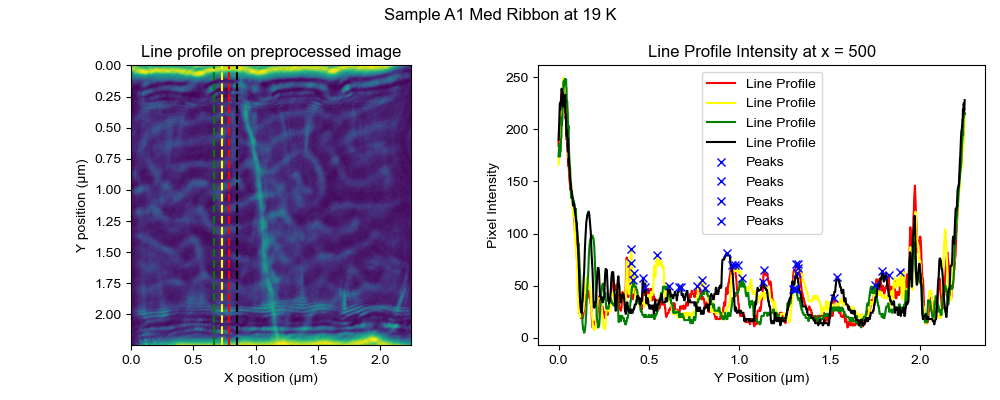 Sample A1 Med Ribbon at 19 K
Line profile on preprocessed image
0.00
0.25
0.50
0.75
1.00
1.25
1.50
1.75
2.00
Y position (μm)
0.0
0.5
1.0
1.5
2.0
X position (μm)
Line Profile Intensity at x = 500
250
200
150
100
50
0
Pixel Intensity
Line Profile
Line Profile
Line Profile
Line Profile
Peaks
Peaks
Peaks
Peaks
0.0
0.5
1.0
1.5
2.0
Y Position (μm)